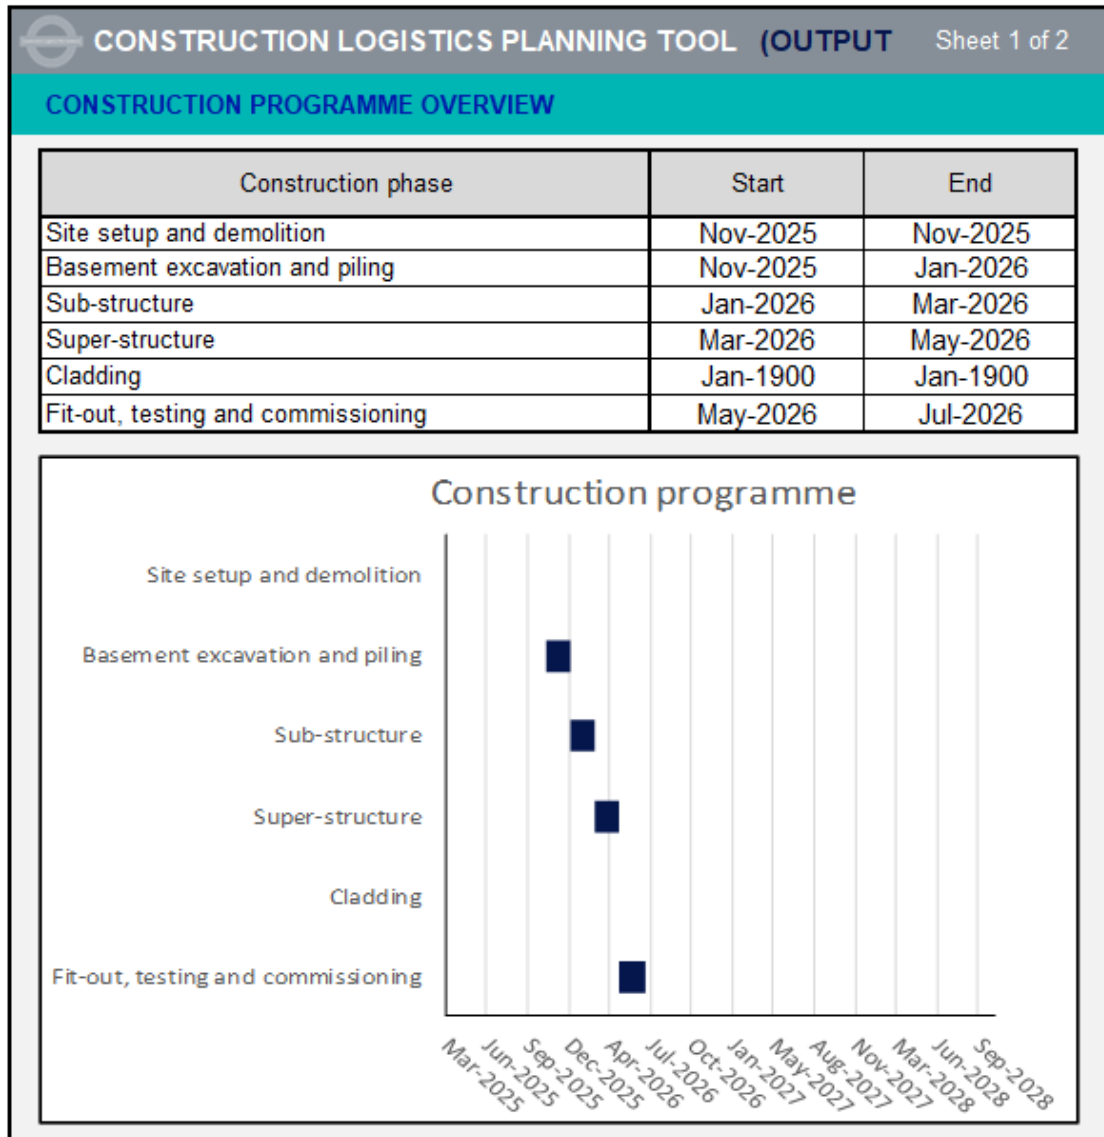 CONSTRUCTION LOGISTICS PLANNING TOOL (OUTPUT Sheet 1 of 2
CONSTRUCTION PROGRAMME OVERVIEW
Construction phase Start End
Site setup and demolition Nov-2025 Nov-2025
Basement excavation and piling Nov-2025 Jan-2026
Sub-structure Jan-2026 Mar-2026
Super-structure Mar-2026 May-2026
Cladding Jan-1900 Jan-1900
Fit-out, testing and commissioning May-2026 Jul-2026
Construction programme
Site setup and demolition
Basement excavation and piling
Sub-structure
Super-structure
Cladding
Fit-out, testing and commissioning
Mar-2025 Jun-2025 Sep-2025 Dec-2025 Apr-2026 Jul-2026 Oct-2026 Jan-2027 May-2027 Aug-2027 Nov-2027 Mar-2028 Jun-2028 Sep-2028